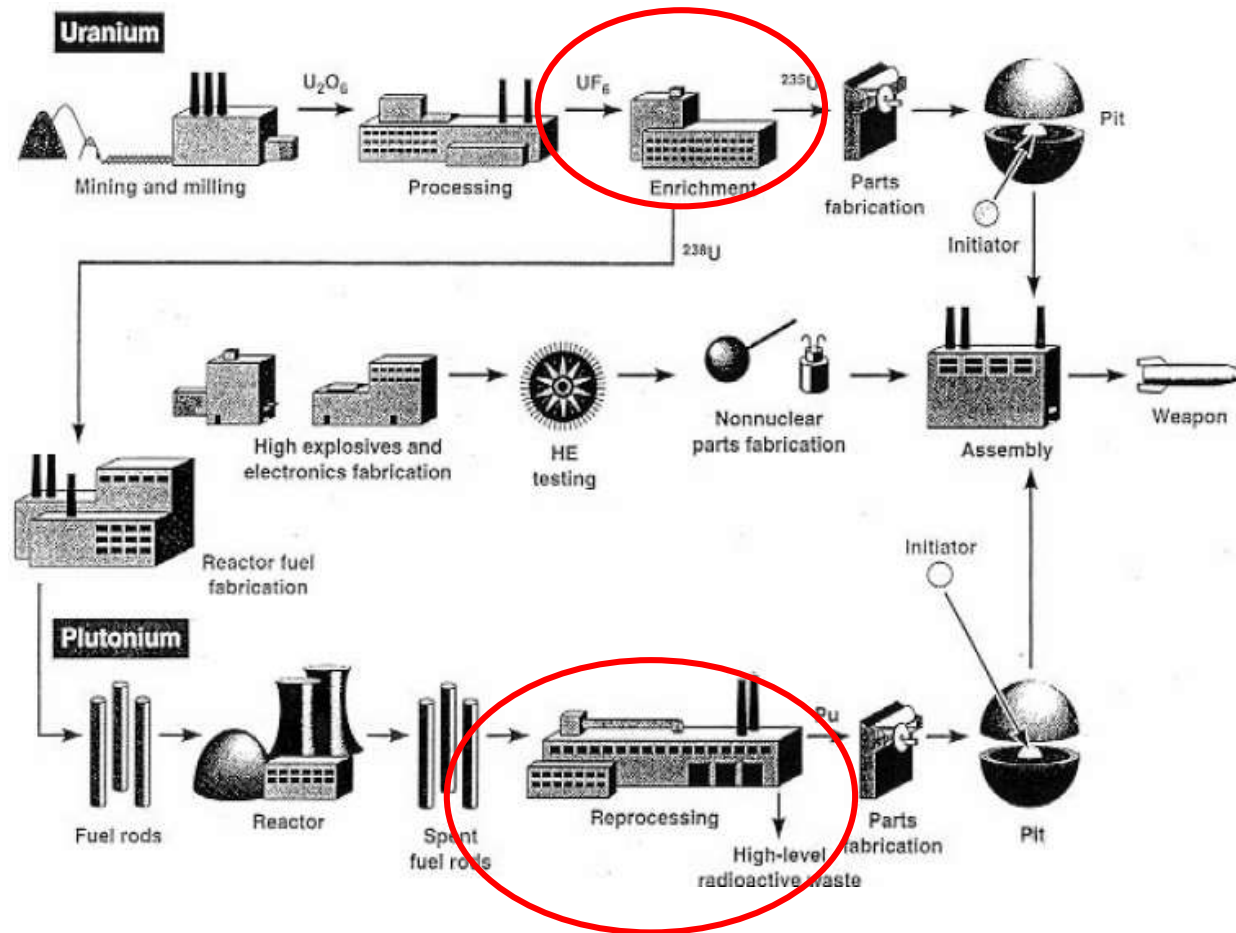 Uranium
U₂O₆
UF₆
²³⁵U
Pit
Mining and milling
Processing
Enrichment
Parts
fabrication
Initiator
²³⁸U
High explosives and
electronics fabrication
HE
testing
Nonnuclear
parts fabrication
Assembly
Weapon
Reactor fuel
fabrication
Initiator
Plutonium
Pu
Fuel rods
Reactor
Spent
fuel rods
Reprocessing
High-level
radioactive waste
Parts
fabrication
Pit